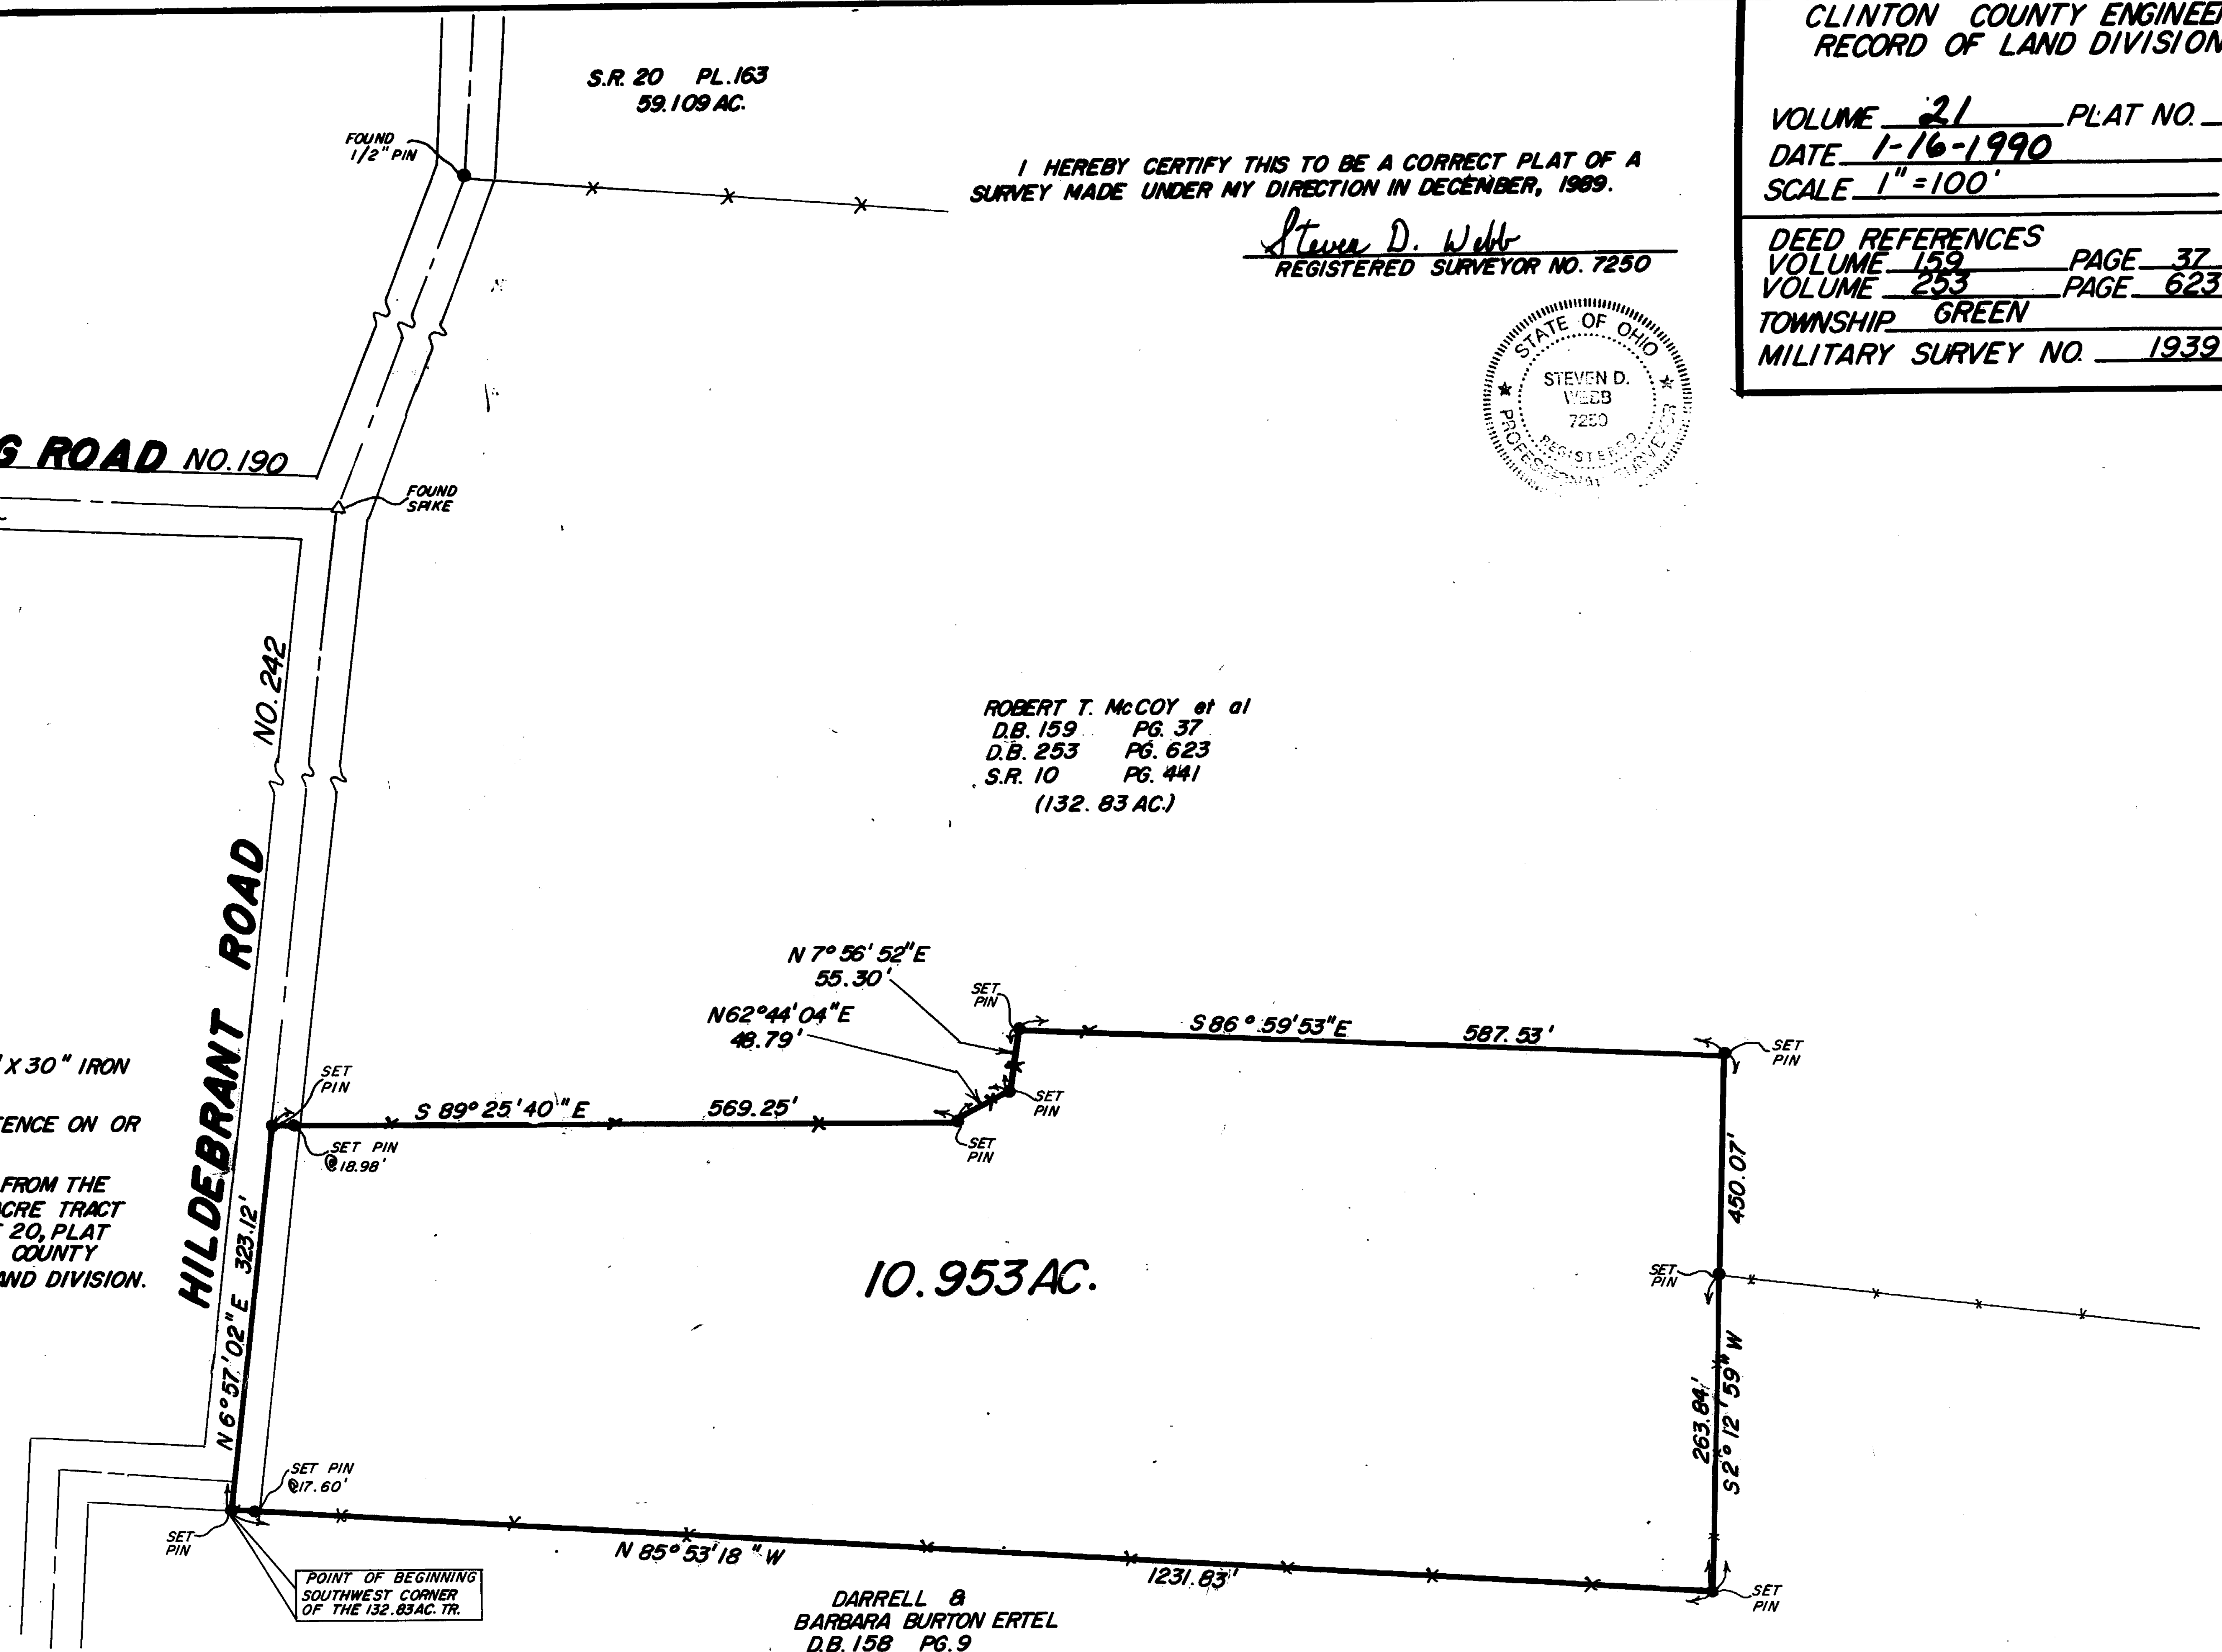 CLINTON COUNTY ENGINEER
RECORD OF LAND DIVISION
VOLUME 21 PLAT NO.
DATE 1-16-1990
SCALE 1" = 100'
DEED REFERENCES
VOLUME 159 PAGE 37
VOLUME 253 PAGE 623
TOWNSHIP GREEN
MILITARY SURVEY NO. 1939
S.R. 20 PL. 163
59.109 AC.
FOUND
1/2" PIN
I HEREBY CERTIFY THIS TO BE A CORRECT PLAT OF A
SURVEY MADE UNDER MY DIRECTION IN DECEMBER, 1989.
Steven D. Webb
REGISTERED SURVEYOR NO. 7250
STATE OF OHIO
STEVEN D.
WEBB
7250
REGISTERED
PROFESSIONAL SURVEYOR
G ROAD NO. 190
FOUND
SPIKE
NO. 242
HILDEBRANT ROAD
ROBERT T. McCOY et al
D.B. 159 PG. 37
D.B. 253 PG. 623
S.R. 10 PG. 441
(132.83 AC.)
N 7° 56' 52" E
55.30'
N 62° 44' 04" E
48.79'
SET
PIN
S 86° 59' 53" E 587.53'
SET
PIN
" X 30" IRON
SET
PIN
S 89° 25' 40" E 569.25'
SET
PIN
FENCE ON OR
SET PIN
@ 18.98'
SET
PIN
FROM THE
ACRE TRACT
20, PLAT
COUNTY
AND DIVISION.
N 6° 57' 02" E 323.12'
450.07'
10.953 AC.
SET
PIN
263.84'
S 2° 12' 59" W
SET PIN
@ 17.60'
SET
PIN
N 85° 53' 18" W 1231.83'
POINT OF BEGINNING
SOUTHWEST CORNER
OF THE 132.83 AC. TR.
DARRELL &
BARBARA BURTON ERTEL
D.B. 158 PG. 9
SET
PIN